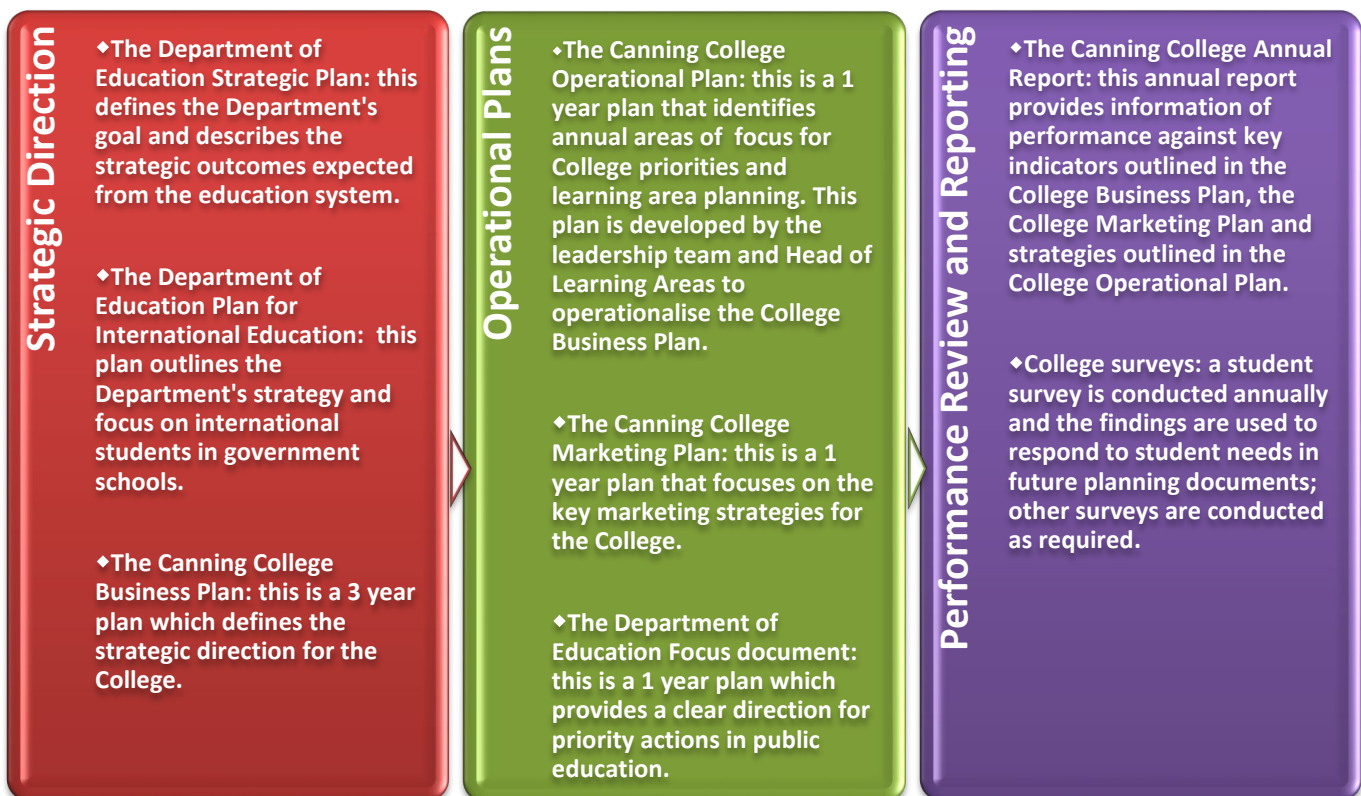 Strategic Direction
◆The Department of
Education Strategic Plan: this
defines the Department's
goal and describes the
strategic outcomes expected
from the education system.
◆The Department of
Education Plan for
International Education:  this
plan outlines the
Department's strategy and
focus on international
students in government
schools.
◆The Canning College
Business Plan: this is a 3 year
plan which defines the
strategic direction for the
College.
Operational Plans
◆The Canning College
Operational Plan: this is a 1
year plan that identifies
annual areas of  focus for
College priorities and
learning area planning. This
plan is developed by the
leadership team and Head of
Learning Areas to
operationalise the College
Business Plan.
◆The Canning College
Marketing Plan: this is a 1
year plan that focuses on the
key marketing strategies for
the College.
◆The Department of
Education Focus document:
this is a 1 year plan which
provides a clear direction for
priority actions in public
education.
Performance Review and Reporting
◆The Canning College Annual
Report: this annual report
provides information of
performance against key
indicators outlined in the
College Business Plan, the
College Marketing Plan and
strategies outlined in the
College Operational Plan.
◆College surveys: a student
survey is conducted annually
and the findings are used to
respond to student needs in
future planning documents;
other surveys are conducted
as required.